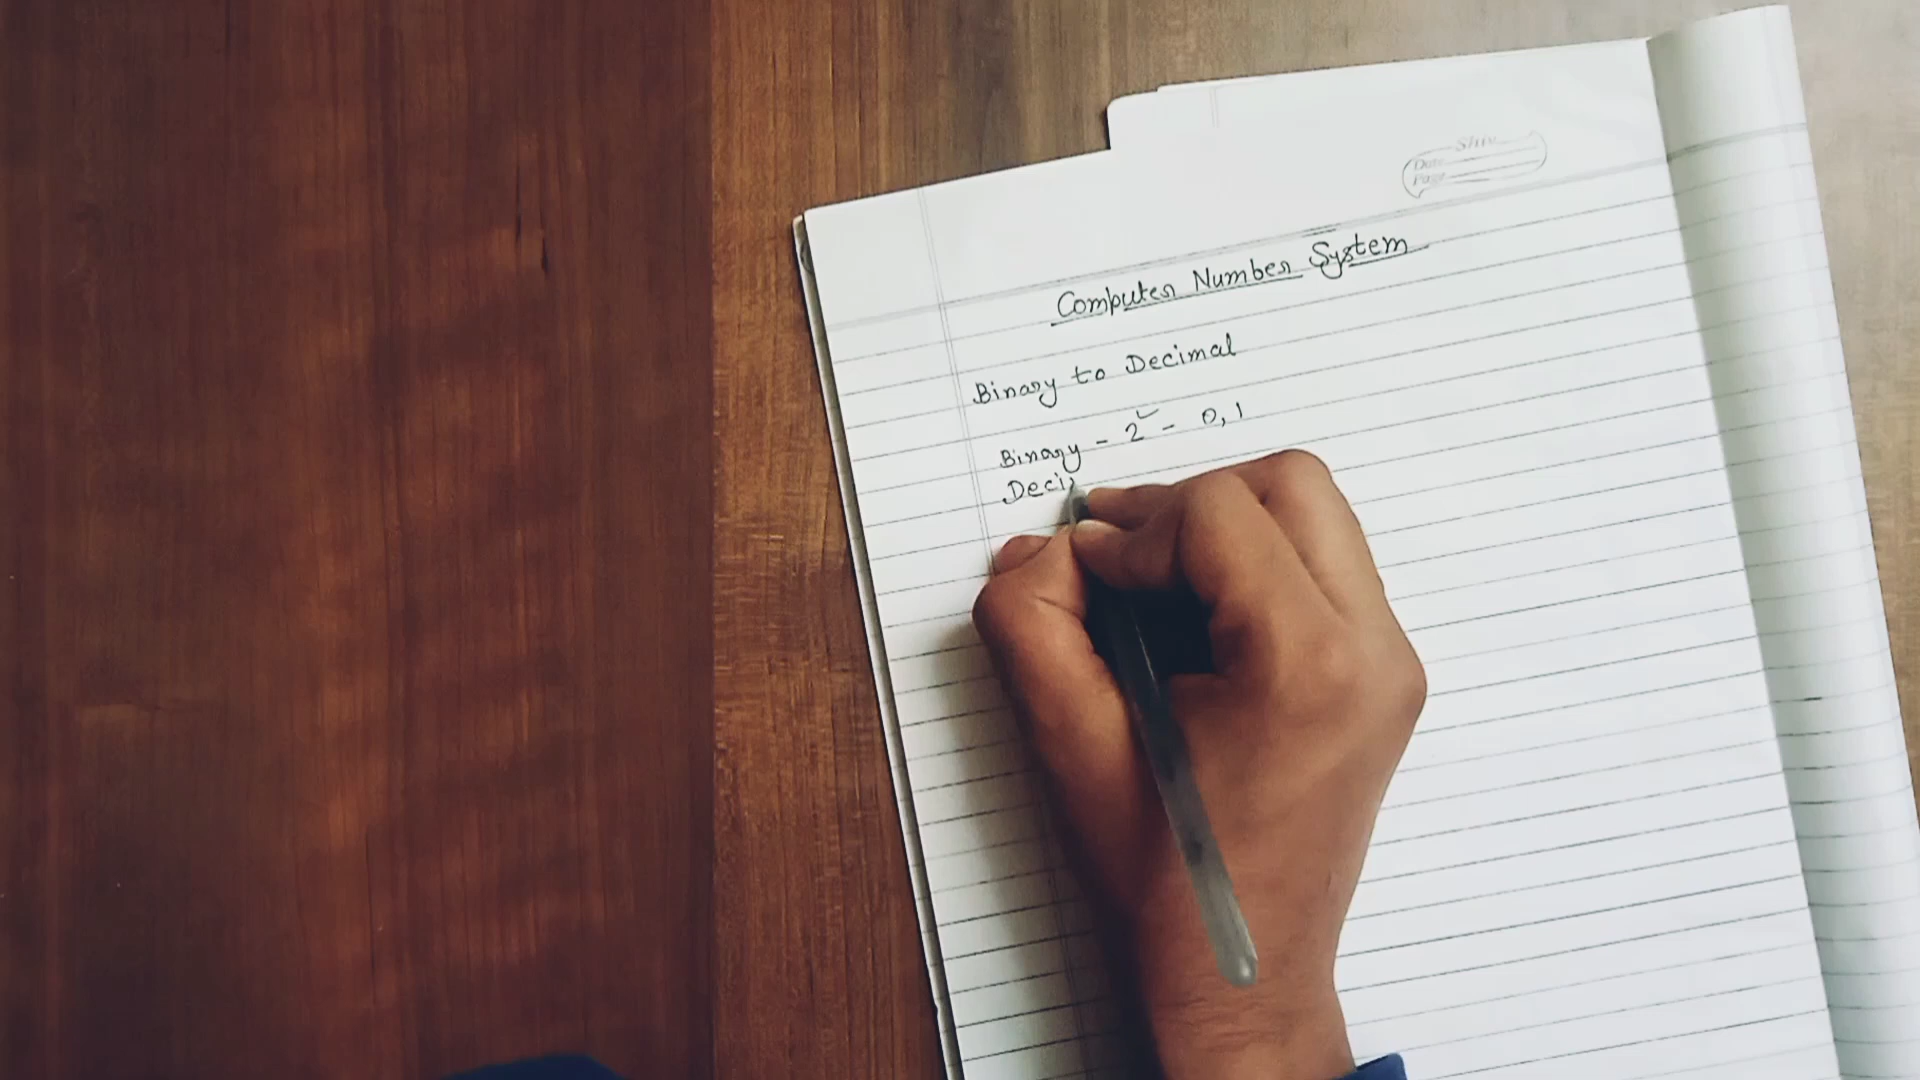 Shiv
Date
Page
Computer Number System
Binary to Decimal
Binary - 2 - 0, 1
Deci